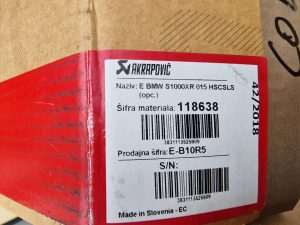 AKRAPOVIČ
Naziv: E BMW S1000XR 015 HSCSLS
(opc.)
Šifra materiala: 118638
3831113525905
Prodajna šifra: E-B10R5
S/N:
Made in Slovenia - EC
42/2018